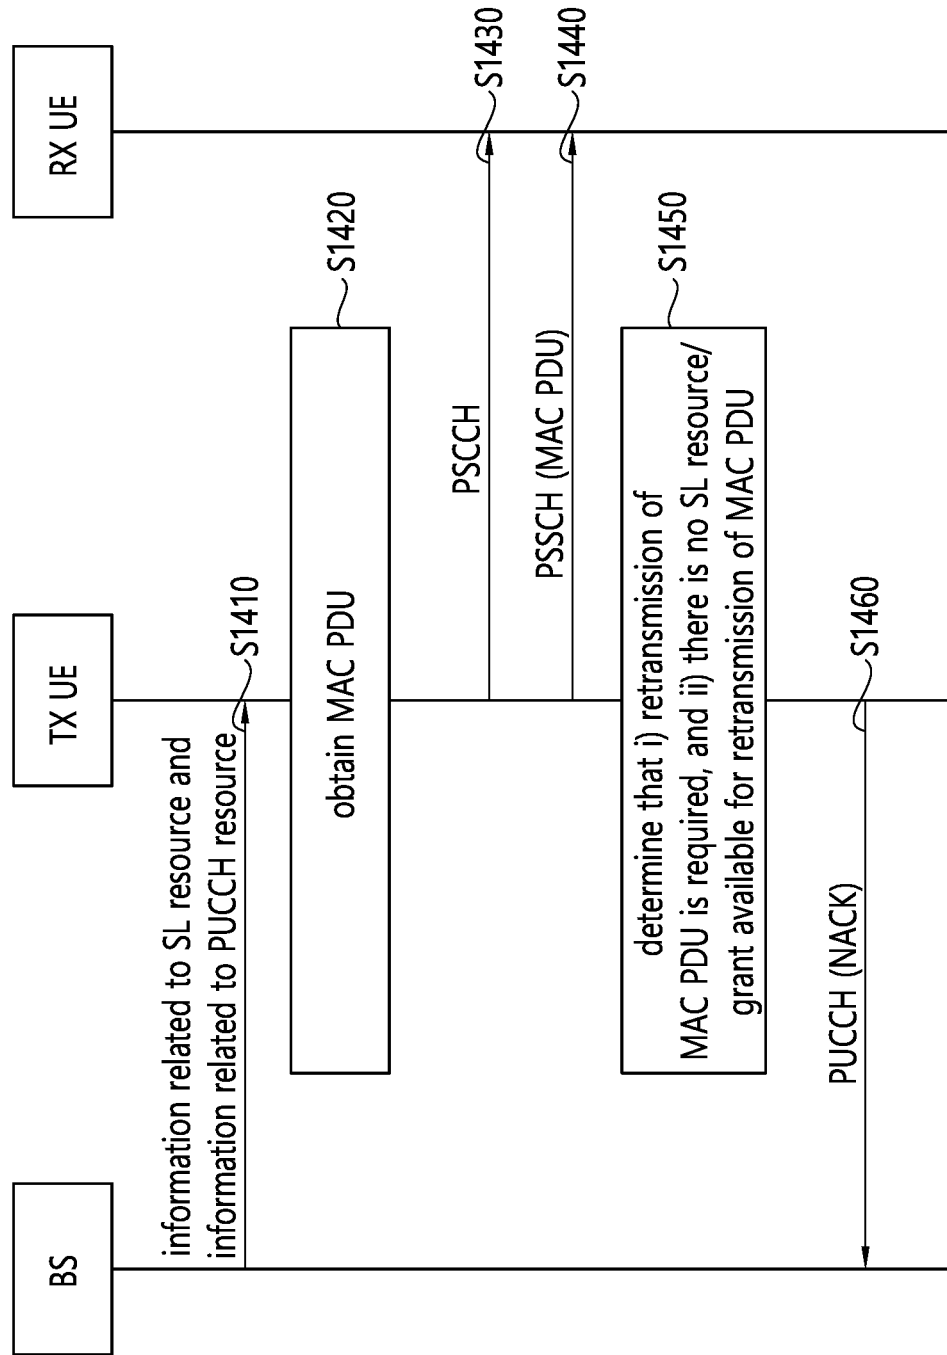 BS
TX UE
RX UE
information related to SL resource and
information related to PUCCH resource
S1410
obtain MAC PDU
S1420
PSCCH
S1430
PSSCH (MAC PDU)
S1440
determine that i) retransmission of
MAC PDU is required, and ii) there is no SL resource/
grant available for retransmission of MAC PDU
S1450
PUCCH (NACK)
S1460